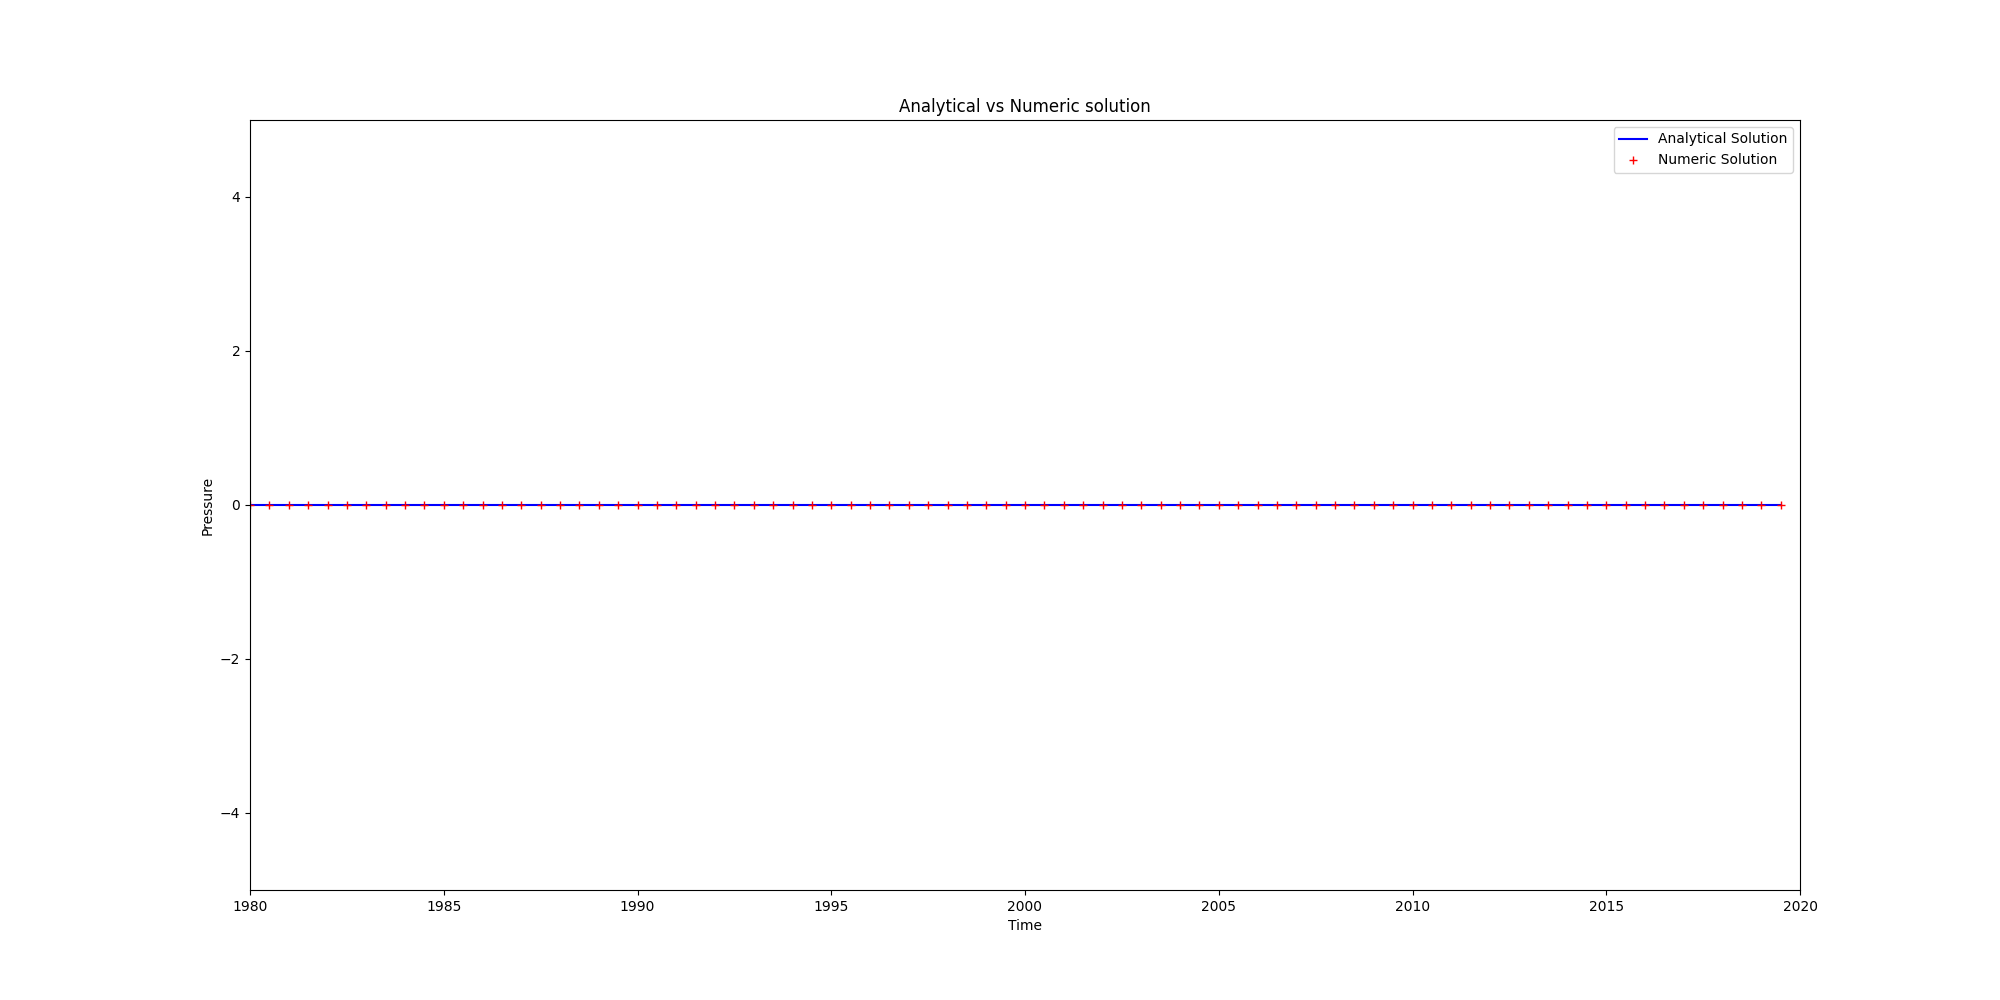 Analytical vs Numeric solution
Analytical Solution
Numeric Solution
4
2
0
−2
−4
Pressure
1980 1985 1990 1995 2000 2005 2010 2015 2020
Time